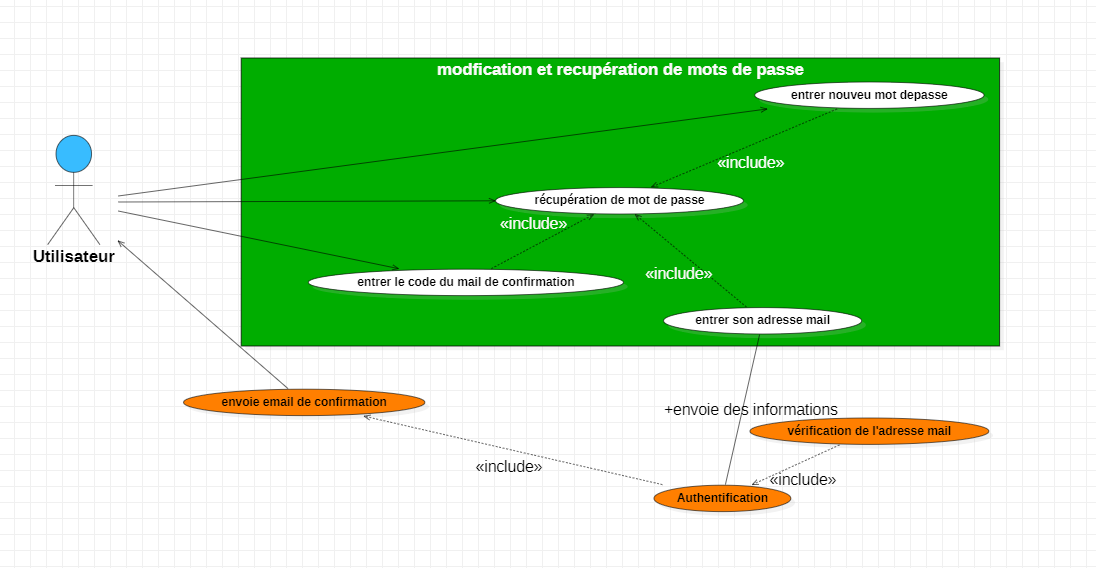 modfication et recupération de mots de passe
entrer nouveu mot depasse
«include»
récupération de mot de passe
«include»
Utilisateur
«include»
entrer le code du mail de confirmation
entrer son adresse mail
envoie email de confirmation
+envoie des informations
vérification de l'adresse mail
«include»
«include»
Authentification